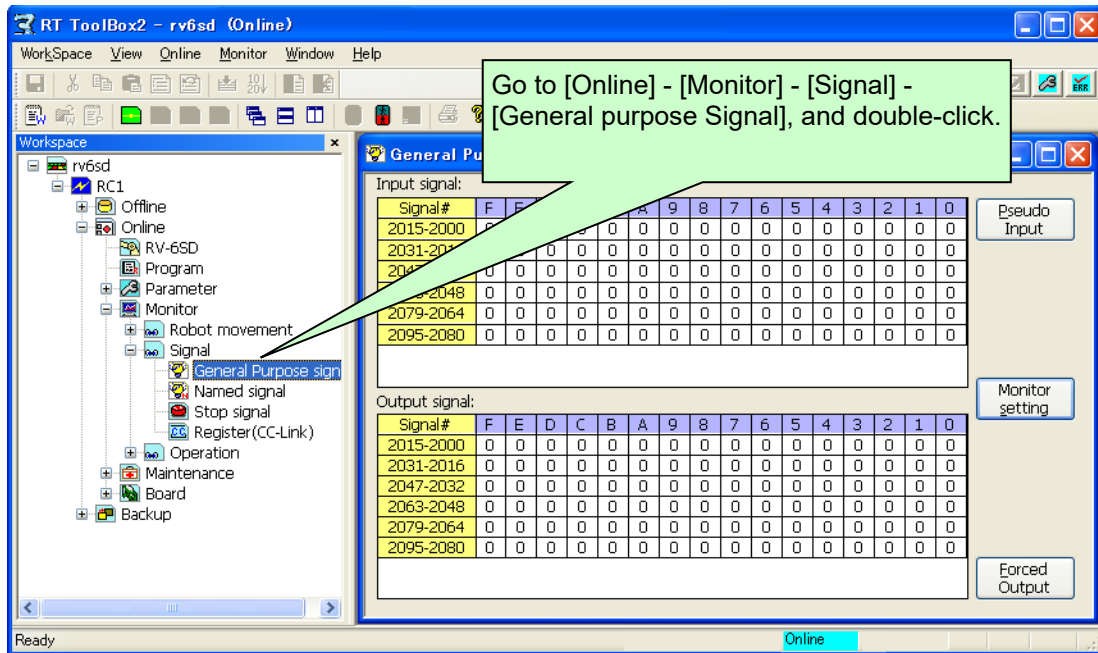 RT ToolBox2 - rv6sd (Online)
WorkSpace View Online Monitor Window Help
Go to [Online] - [Monitor] - [Signal] -
[General purpose Signal], and double-click.
Workspace
rv6sd
RC1
Offline
Online
RV-6SD
Program
Parameter
Monitor
Robot movement
Signal
General Purpose sign
Named signal
Stop signal
Register(CC-Link)
Operation
Maintenance
Board
Backup
General Pu
Input signal:
Signal# F E A 9 8 7 6 5 4 3 2 1 0
2015-2000 0 0 0 0 0 0 0 0 0 0 0 0 0
2031-201 0 0 0 0 0 0 0 0 0 0 0 0 0 0
2047 0 0 0 0 0 0 0 0 0 0 0 0 0 0 0 0
-2048 0 0 0 0 0 0 0 0 0 0 0 0 0 0 0 0
2079-2064 0 0 0 0 0 0 0 0 0 0 0 0 0 0 0 0
2095-2080 0 0 0 0 0 0 0 0 0 0 0 0 0 0 0 0
Pseudo
Input
Monitor
setting
Output signal:
Signal# F E D C B A 9 8 7 6 5 4 3 2 1 0
2015-2000 0 0 0 0 0 0 0 0 0 0 0 0 0 0 0 0
2031-2016 0 0 0 0 0 0 0 0 0 0 0 0 0 0 0 0
2047-2032 0 0 0 0 0 0 0 0 0 0 0 0 0 0 0 0
2063-2048 0 0 0 0 0 0 0 0 0 0 0 0 0 0 0 0
2079-2064 0 0 0 0 0 0 0 0 0 0 0 0 0 0 0 0
2095-2080 0 0 0 0 0 0 0 0 0 0 0 0 0 0 0 0
Forced
Output
Ready
Online